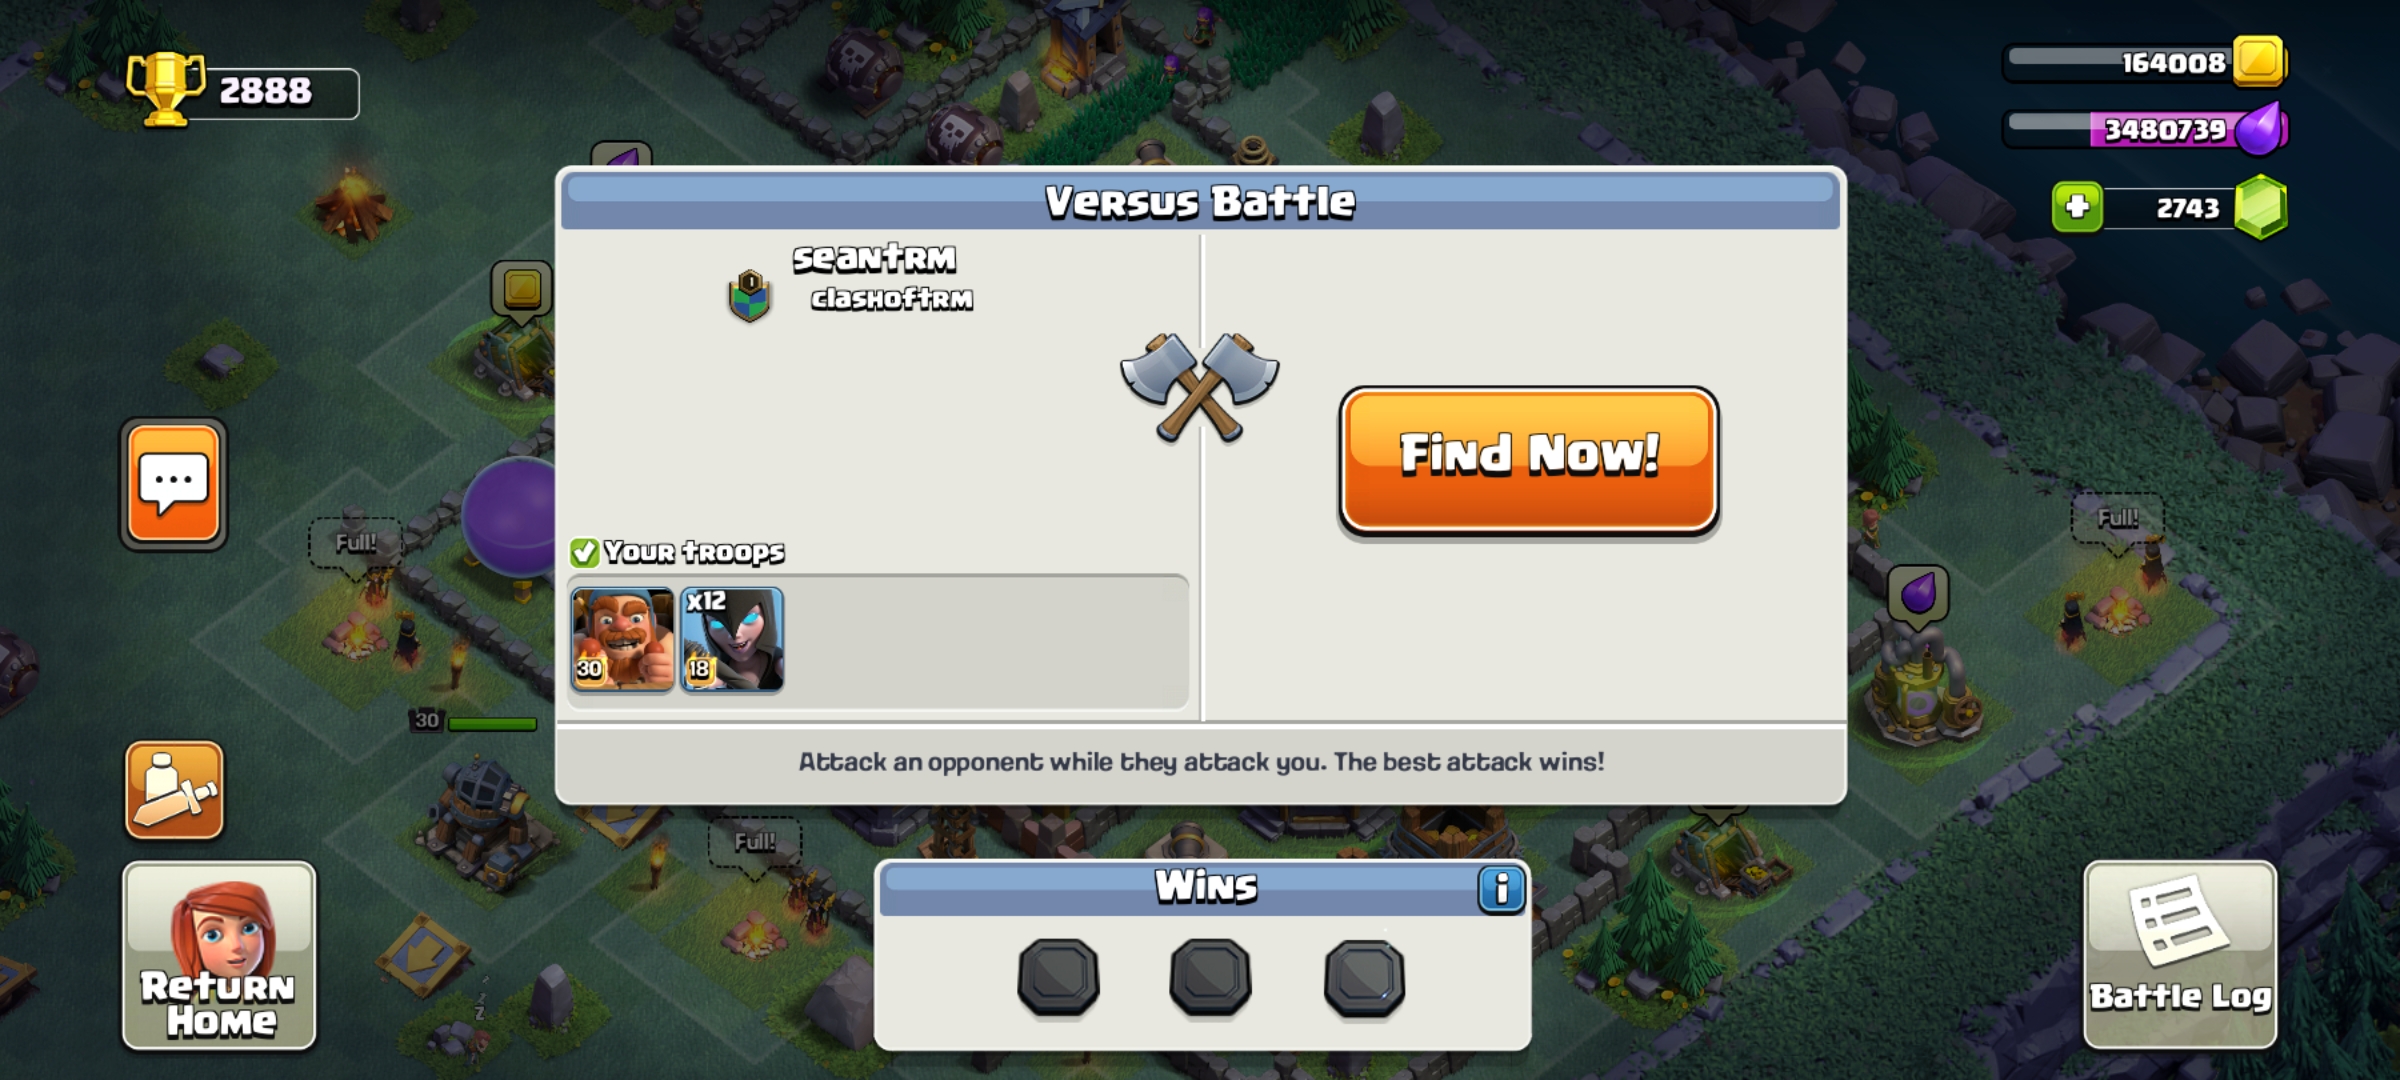 2888
164008
3480739
2743
Versus Battle
seantrm
clashoftrm
1
Find Now!
Full!
Full!
Your troops
x12
30
18
30
Attack an opponent while they attack you. The best attack wins!
Full!
Wins
i
Return
Home
Battle Log
z
z